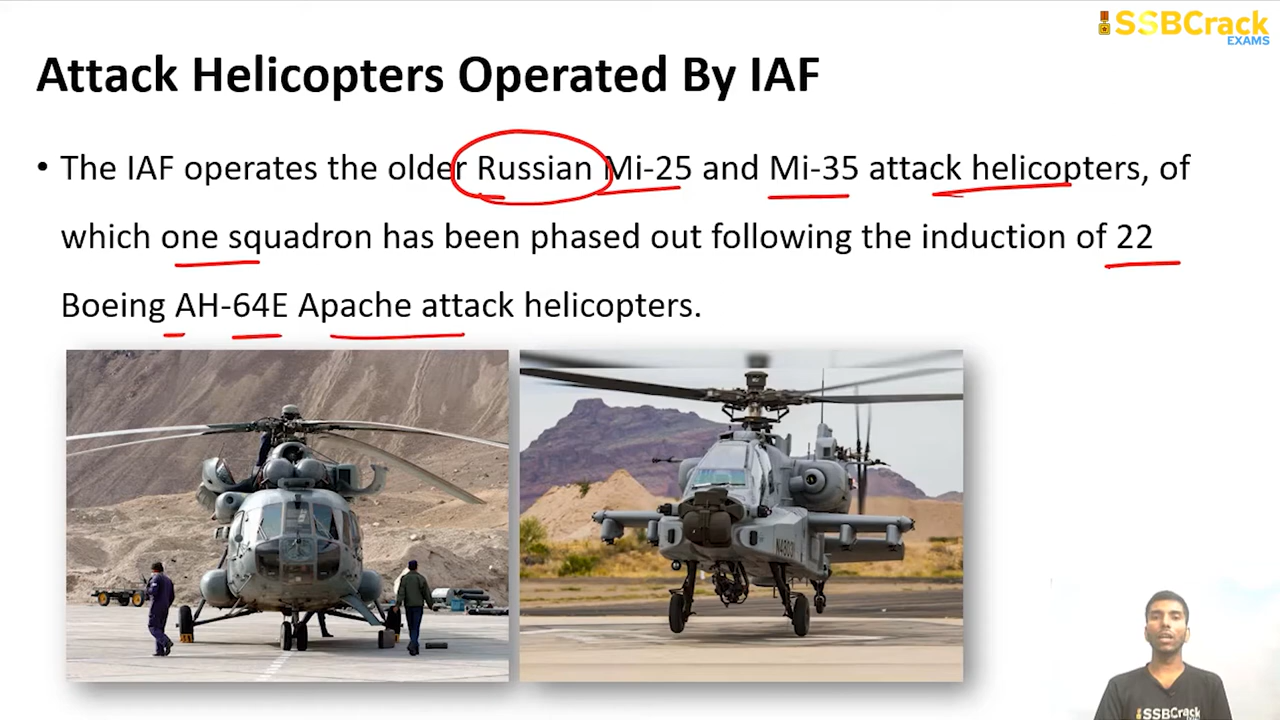 SSBCrack
EXAMS
Attack Helicopters Operated By IAF
• The IAF operates the older Russian Mi-25 and Mi-35 attack helicopters, of
which one squadron has been phased out following the induction of 22
Boeing AH-64E Apache attack helicopters.
SSBCrack